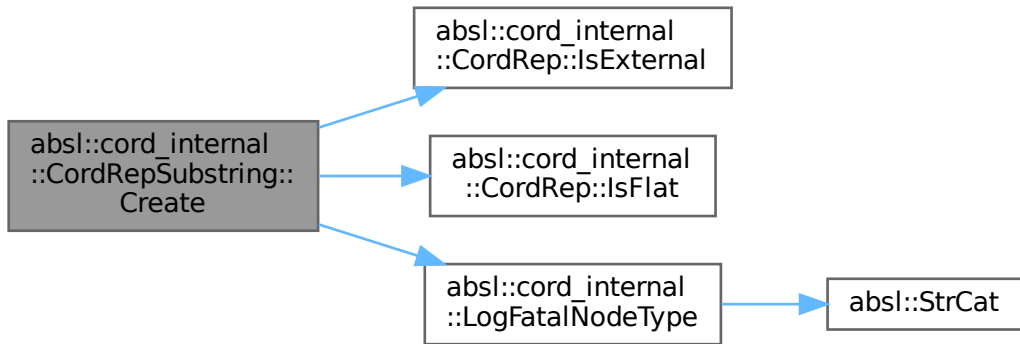 absl::cord_internal
::CordRepSubstring::
Create
absl::cord_internal
::CordRep::IsExternal
absl::cord_internal
::CordRep::IsFlat
absl::cord_internal
::LogFatalNodeType
absl::StrCat